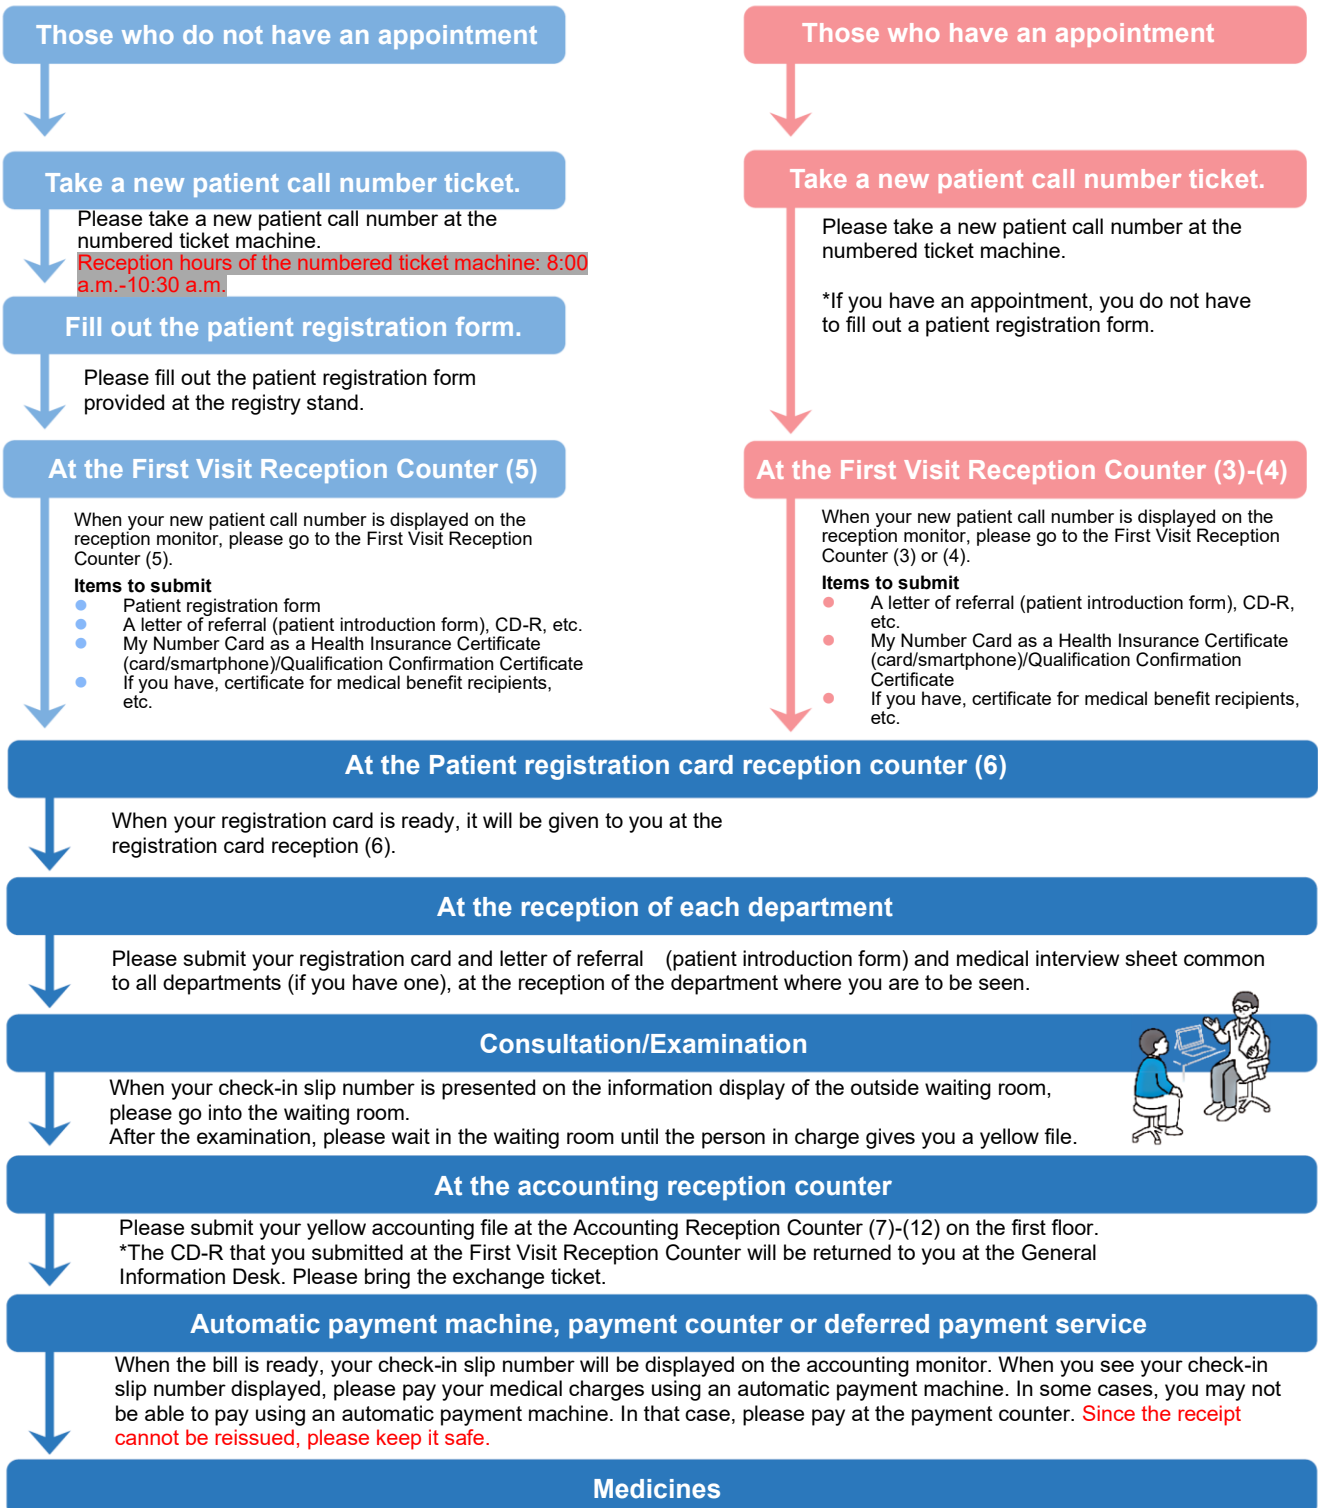 Those who do not have an appointment
Take a new patient call number ticket.
Please take a new patient call number at the
numbered ticket machine.
Reception hours of the numbered ticket machine: 8:00
a.m.-10:30 a.m.
Fill out the patient registration form.
Please fill out the patient registration form
provided at the registry stand.
At the First Visit Reception Counter (5)
When your new patient call number is displayed on the
reception monitor, please go to the First Visit Reception
Counter (5).
Items to submit
● Patient registration form
● A letter of referral (patient introduction form), CD-R, etc.
● My Number Card as a Health Insurance Certificate
(card/smartphone)/Qualification Confirmation Certificate
● If you have, certificate for medical benefit recipients,
etc.
Those who have an appointment
Take a new patient call number ticket.
Please take a new patient call number at the
numbered ticket machine.
*If you have an appointment, you do not have
to fill out a patient registration form.
At the First Visit Reception Counter (3)-(4)
When your new patient call number is displayed on the
reception monitor, please go to the First Visit Reception
Counter (3) or (4).
Items to submit
● A letter of referral (patient introduction form), CD-R,
etc.
● My Number Card as a Health Insurance Certificate
(card/smartphone)/Qualification Confirmation
Certificate
● If you have, certificate for medical benefit recipients,
etc.
At the Patient registration card reception counter (6)
When your registration card is ready, it will be given to you at the
registration card reception (6).
At the reception of each department
Please submit your registration card and letter of referral (patient introduction form) and medical interview sheet common
to all departments (if you have one), at the reception of the department where you are to be seen.
Consultation/Examination
When your check-in slip number is presented on the information display of the outside waiting room,
please go into the waiting room.
After the examination, please wait in the waiting room until the person in charge gives you a yellow file.
At the accounting reception counter
Please submit your yellow accounting file at the Accounting Reception Counter (7)-(12) on the first floor.
*The CD-R that you submitted at the First Visit Reception Counter will be returned to you at the General
Information Desk. Please bring the exchange ticket.
Automatic payment machine, payment counter or deferred payment service
When the bill is ready, your check-in slip number will be displayed on the accounting monitor. When you see your check-in
slip number displayed, please pay your medical charges using an automatic payment machine. In some cases, you may not
be able to pay using an automatic payment machine. In that case, please pay at the payment counter. Since the receipt
cannot be reissued, please keep it safe.
Medicines